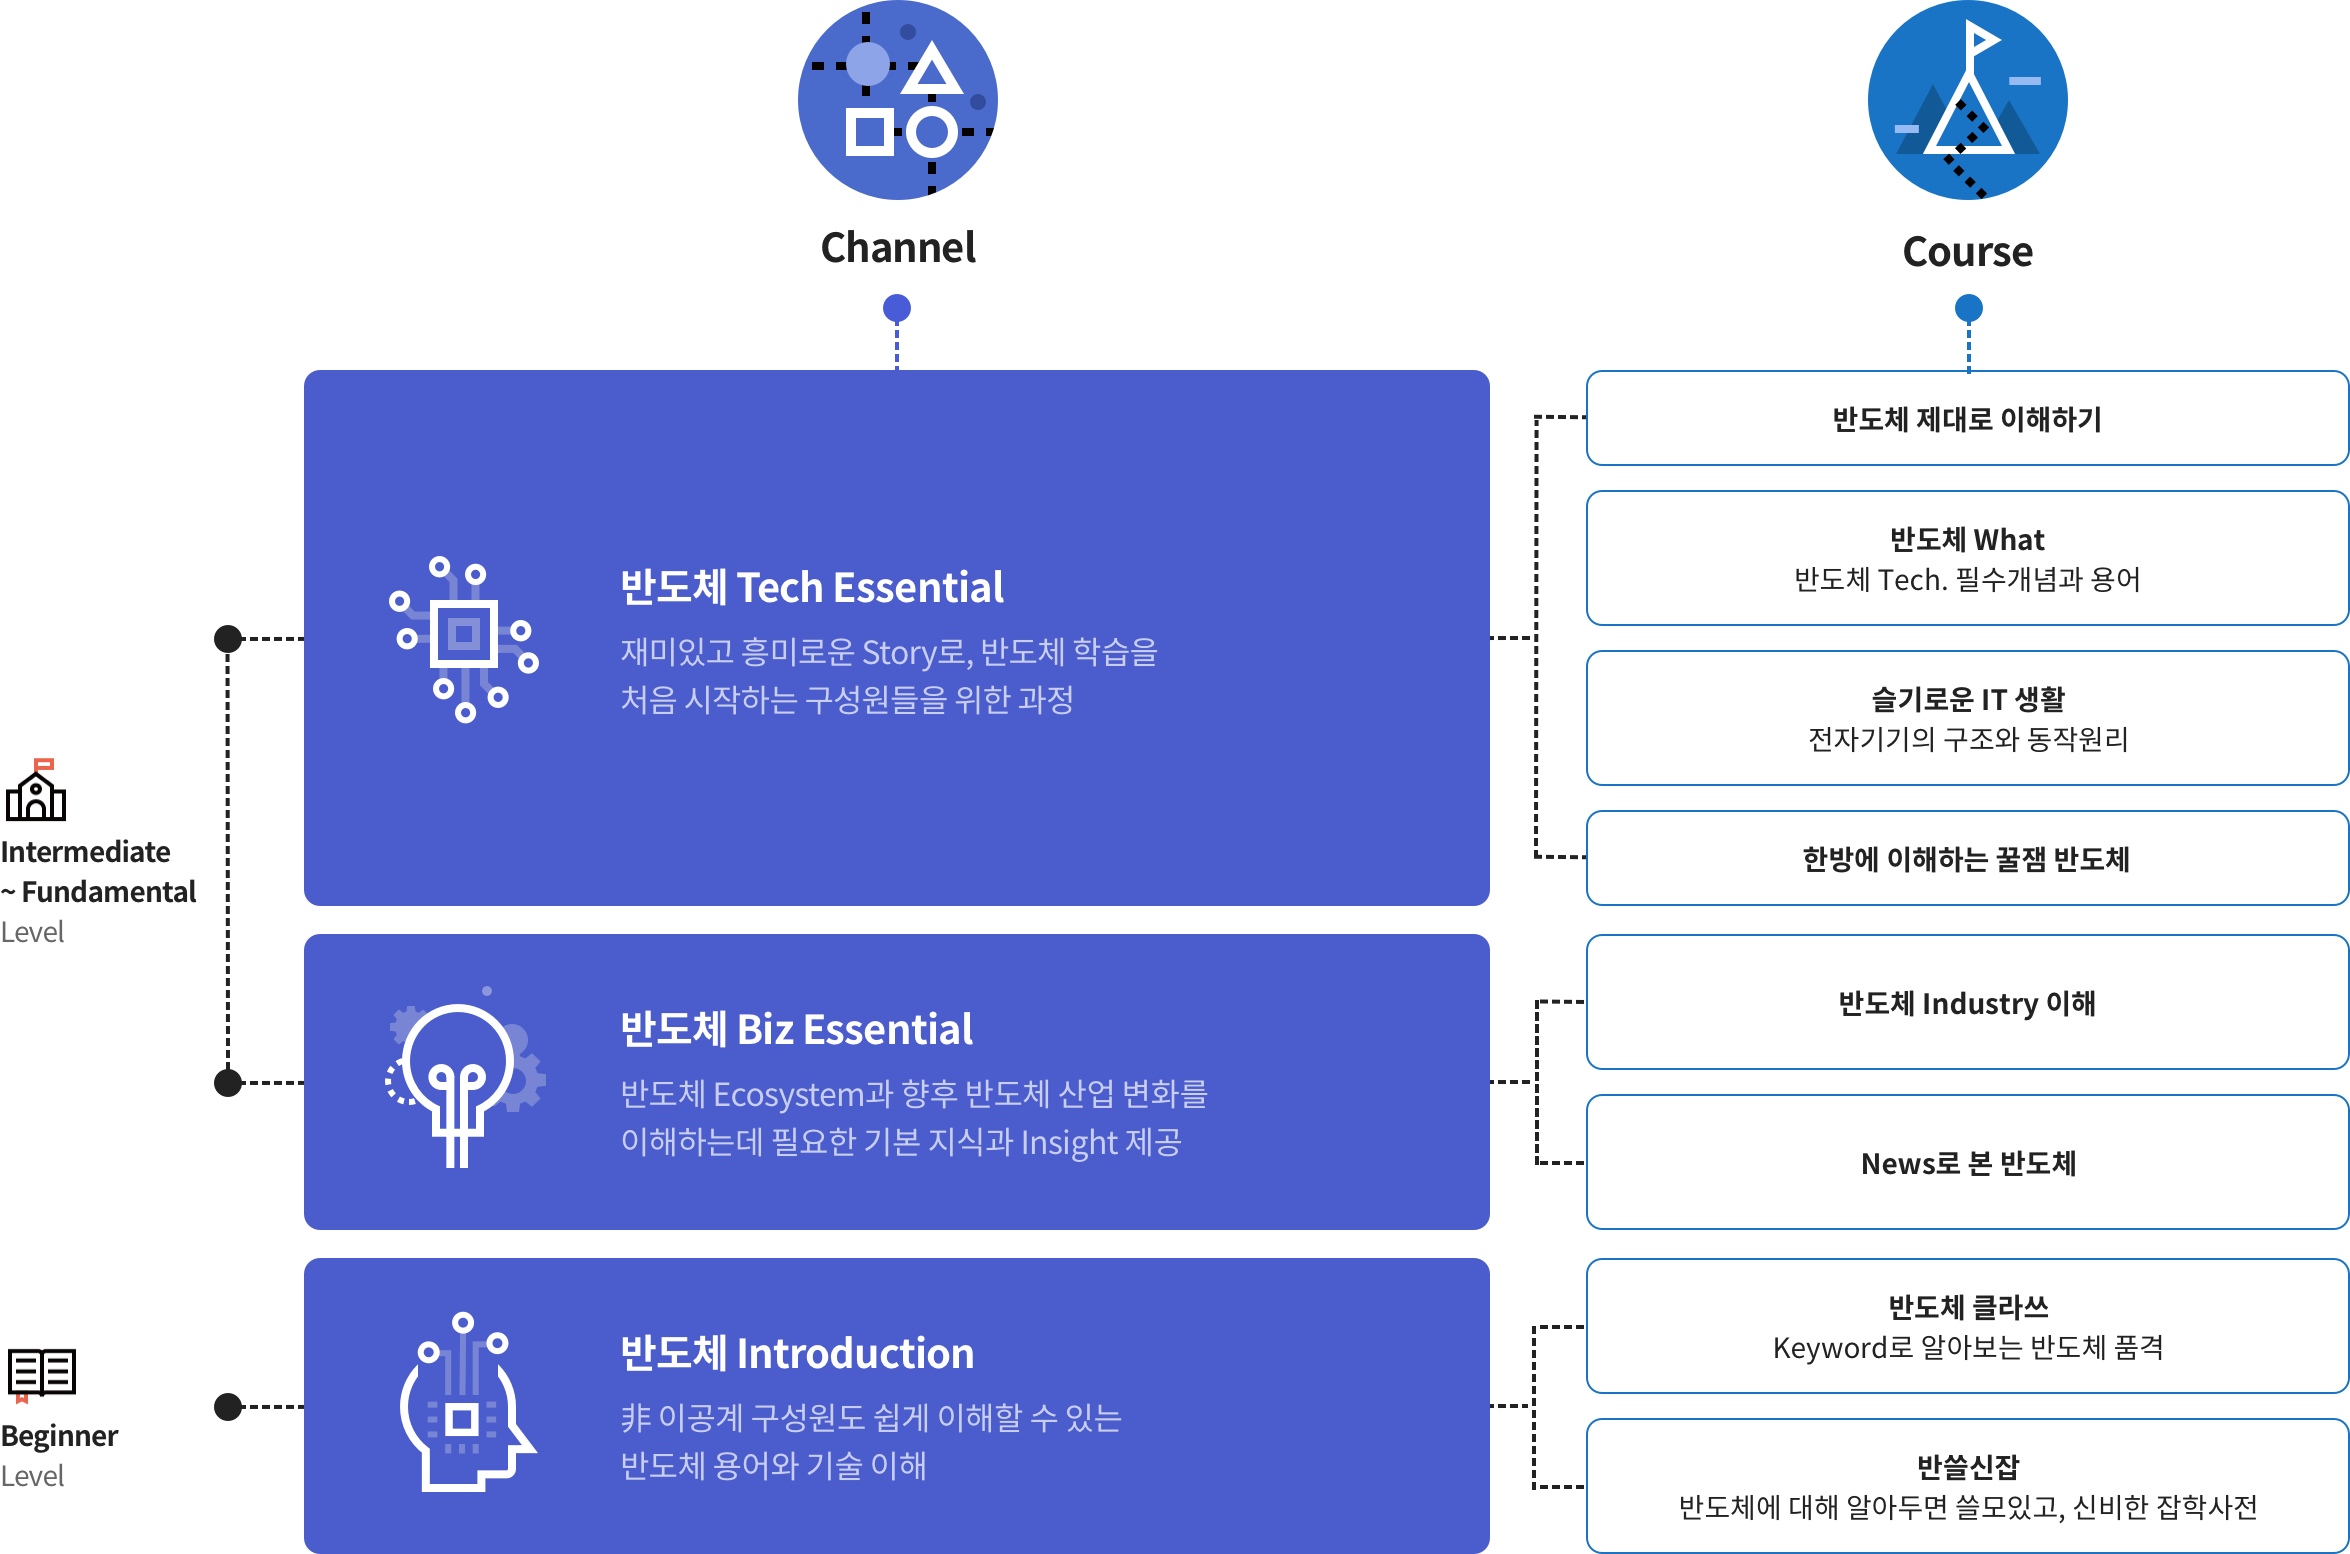 Channel
Course
Intermediate
~ Fundamental
Level
반도체 Tech Essential
재미있고 흥미로운 Story로, 반도체 학습을
처음 시작하는 구성원들을 위한 과정
반도체 제대로 이해하기
반도체 What
반도체 Tech. 필수개념과 용어
슬기로운 IT 생활
전자기기의 구조와 동작원리
한방에 이해하는 꿀잼 반도체
반도체 Biz Essential
반도체 Ecosystem과 향후 반도체 산업 변화를
이해하는데 필요한 기본 지식과 Insight 제공
반도체 Industry 이해
News로 본 반도체
Beginner
Level
반도체 Introduction
非 이공계 구성원도 쉽게 이해할 수 있는
반도체 용어와 기술 이해
반도체 클라쓰
Keyword로 알아보는 반도체 품격
반쓸신잡
반도체에 대해 알아두면 쓸모있고, 신비한 잡학사전